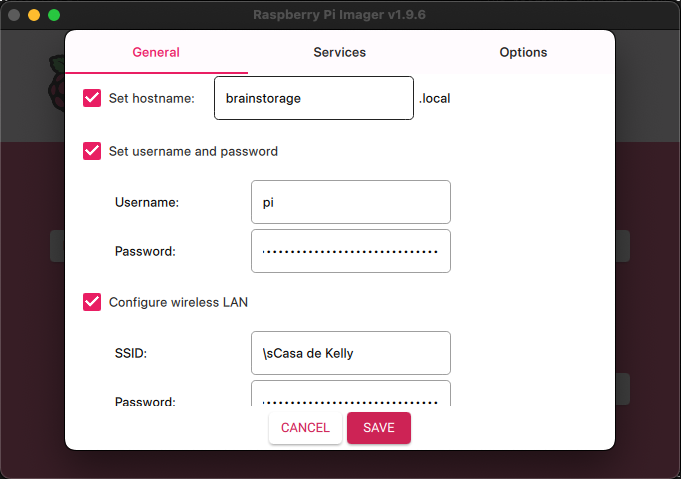 Raspberry Pi Imager v1.9.6
General Services Options
Set hostname: brainstorage .local
Set username and password
Username: pi
Password: ••••••••••••••••••••••••••••
Configure wireless LAN
SSID: \sCasa de Kelly
Password: ••••••••••••••••••••••••••••
CANCEL SAVE